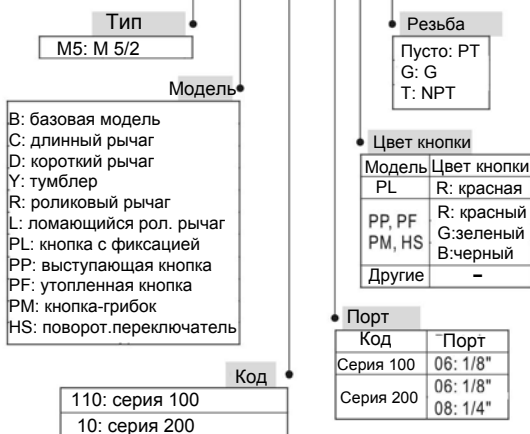 Тип
M5: M 5/2
Модель
B: базовая модель
C: длинный рычаг
D: короткий рычаг
Y: тумблер
R: роликовый рычаг
L: ломающийся рол. рычаг
PL: кнопка с фиксацией
PP: выступающая кнопка
PF: утопленная кнопка
PM: кнопка-грибок
HS: поворот.переключатель
Код
110: серия 100
10: серия 200
Резьба
Пусто: PT
G: G
T: NPT
Цвет кнопки
Модель Цвет кнопки
PL R: красная
PP, PF R: красный
PM, HS G:зеленый
B:черный
Другие –
Порт
Код Порт
Серия 100 06: 1/8"
Серия 200 06: 1/8"
08: 1/4"